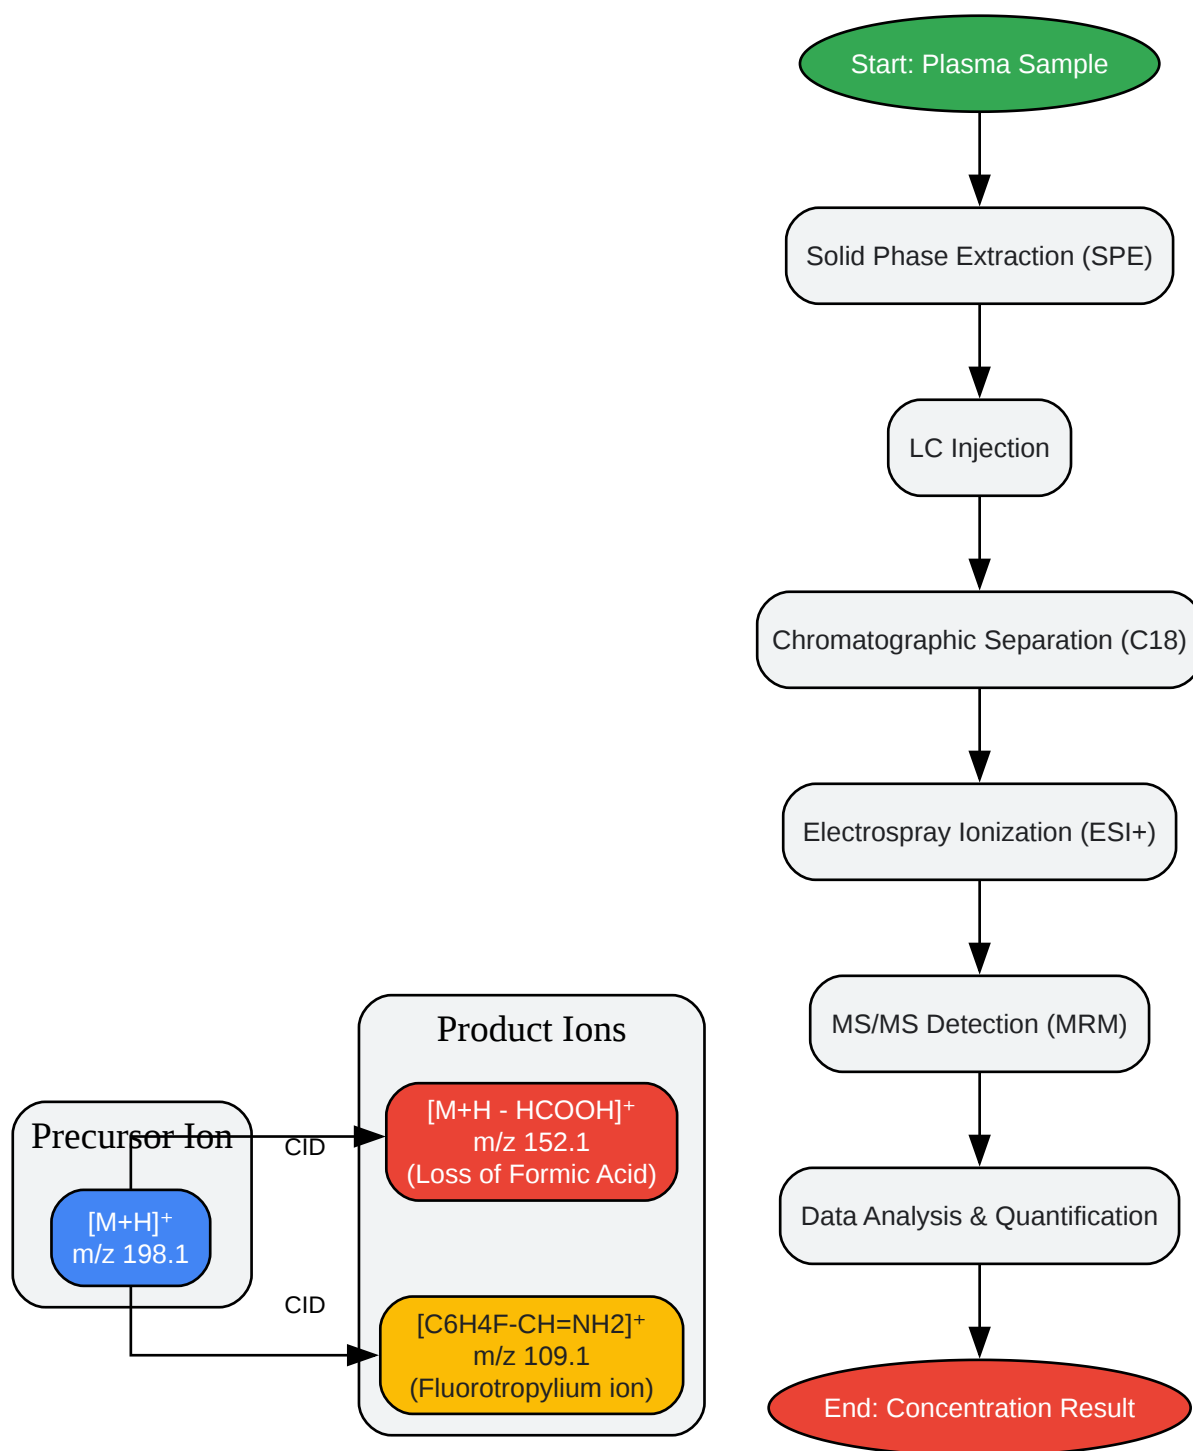 Start: Plasma Sample
Solid Phase Extraction (SPE)
LC Injection
Chromatographic Separation (C18)
Electrospray Ionization (ESI+)
MS/MS Detection (MRM)
Data Analysis & Quantification
End: Concentration Result
Precursor Ion
[M+H]⁺
m/z 198.1
CID
CID
Product Ions
[M+H - HCOOH]⁺
m/z 152.1
(Loss of Formic Acid)
[C6H4F-CH=NH2]⁺
m/z 109.1
(Fluorotropylium ion)